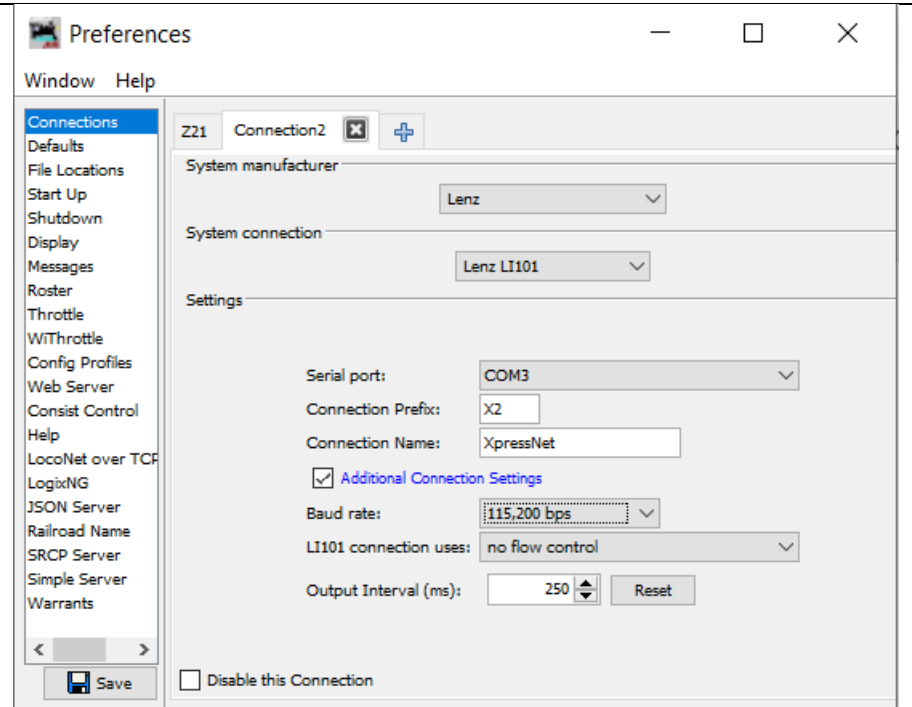 Preferences
Window Help
Connections
Defaults
File Locations
Start Up
Shutdown
Display
Messages
Roster
Throttle
WiThrottle
Config Profiles
Web Server
Consist Control
Help
LocoNet over TCP
LogixNG
JSON Server
Railroad Name
SRCP Server
Simple Server
Warrants
Save
Z21 Connection2
System manufacturer
Lenz
System connection
Lenz LI101
Settings
Serial port: COM3
Connection Prefix: X2
Connection Name: XpressNet
Additional Connection Settings
Baud rate: 115,200 bps
LI101 connection uses: no flow control
Output Interval (ms): 250 Reset
Disable this Connection